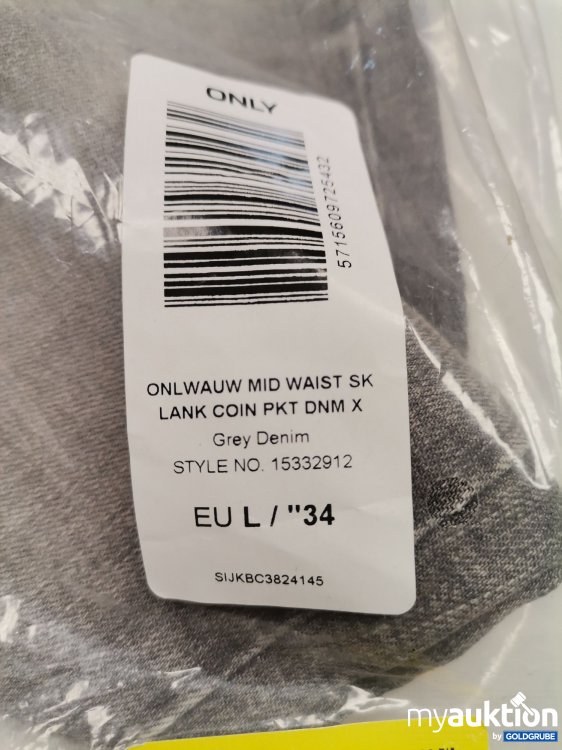 ONLY
5715609725432
ONLWAUW MID WAIST SK
LANK COIN PKT DNM X
Grey Denim
STYLE NO. 15332912
EU L / "34
SIJKBC3824145
myauktion
by GOLDGRUBE